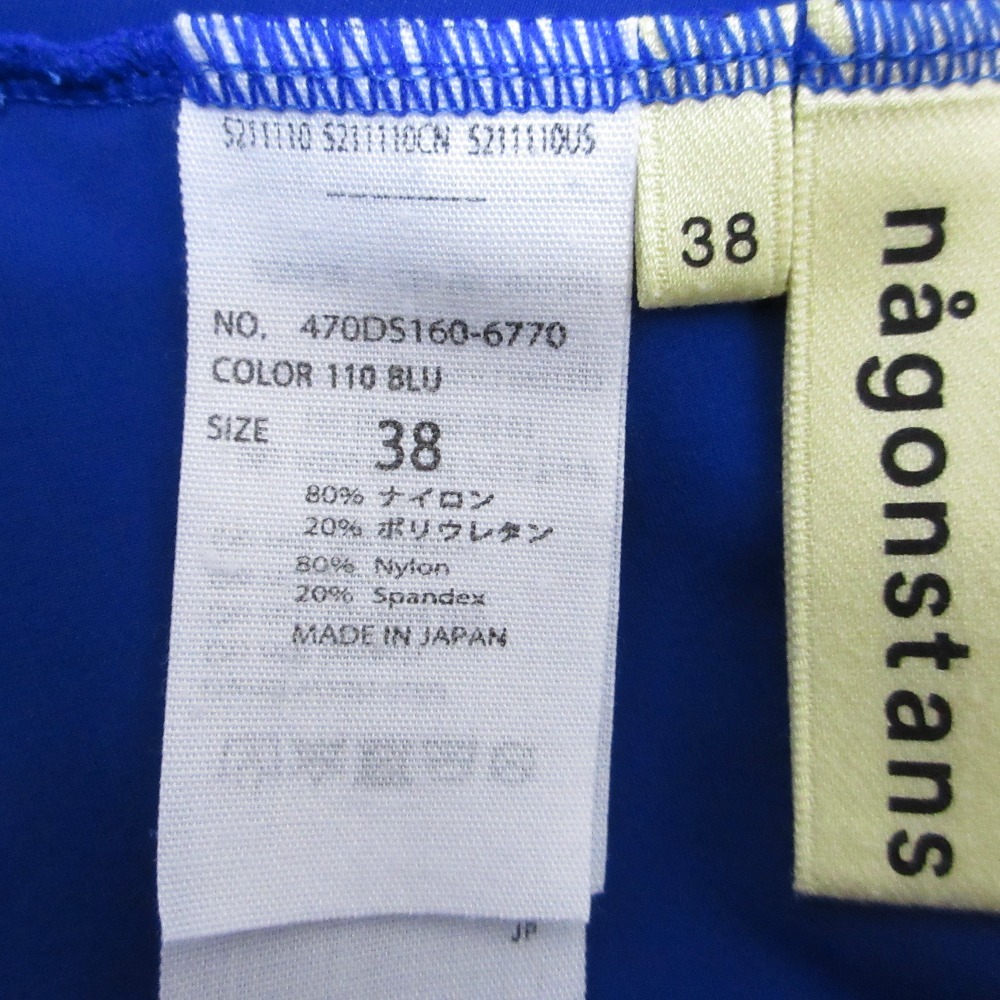 S211110 S211110CN S211110US
NO. 470DS160-6770
COLOR 110 BLU
SIZE 38
80% ナイロン
20% ポリウレタン
80% Nylon
20% Spandex
MADE IN JAPAN
JP
38
någonstans